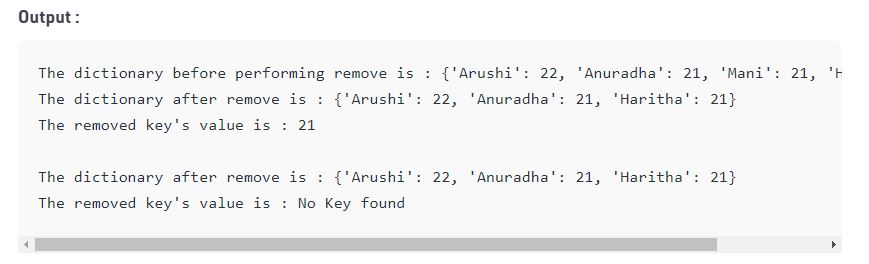 Output :
The dictionary before performing remove is : {'Arushi': 22, 'Anuradha': 21, 'Mani': 21, 'H
The dictionary after remove is : {'Arushi': 22, 'Anuradha': 21, 'Haritha': 21}
The removed key's value is : 21
The dictionary after remove is : {'Arushi': 22, 'Anuradha': 21, 'Haritha': 21}
The removed key's value is : No Key found